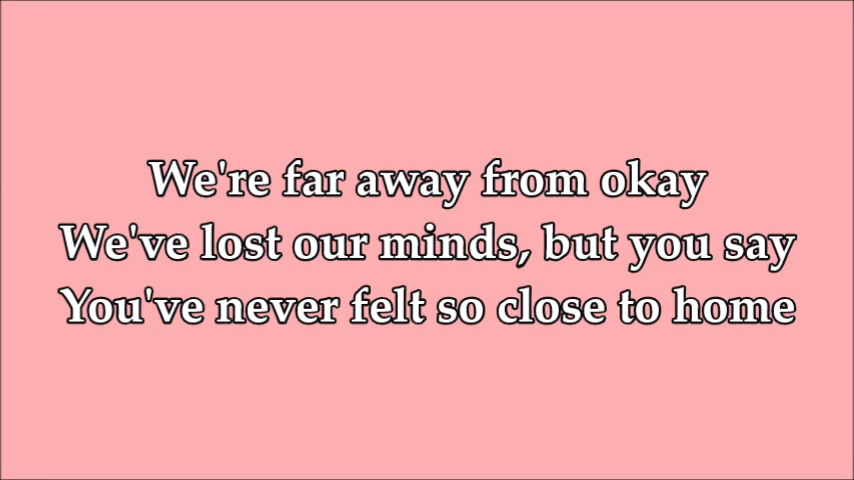 We're far away from okay
We've lost our minds, but you say
You've never felt so close to home